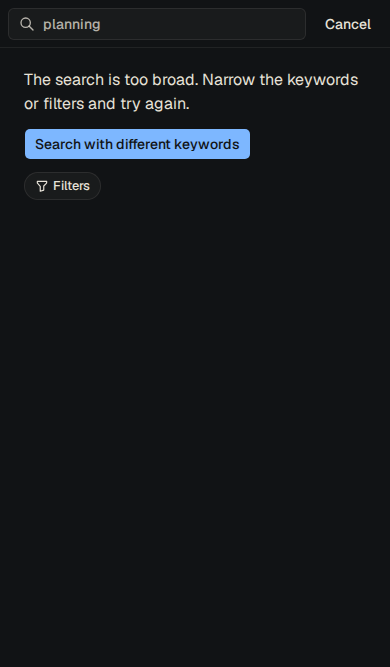 planning
Cancel
The search is too broad. Narrow the keywords
or filters and try again.
Search with different keywords
Filters